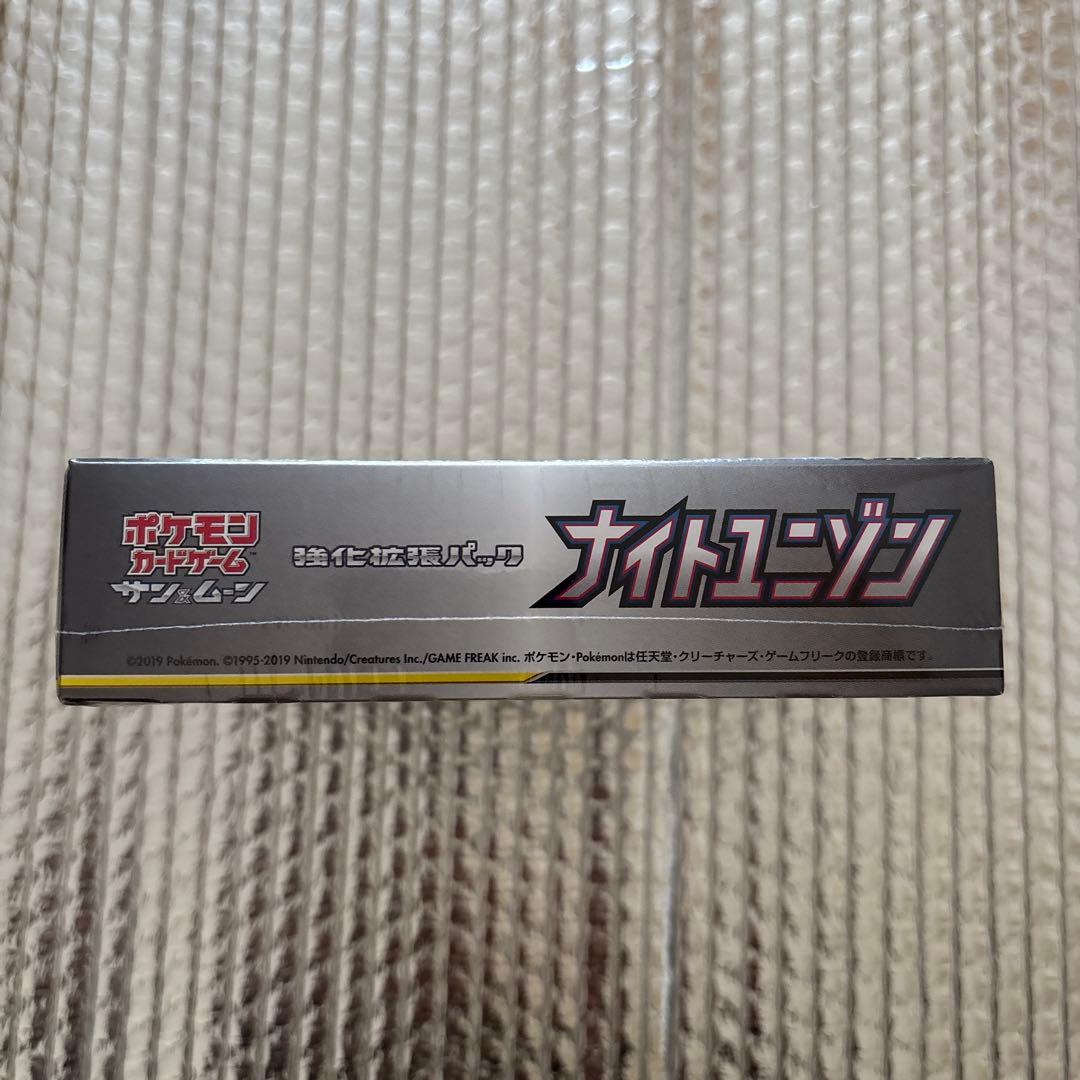 ポケモン
カードゲーム™
サン&ムーン
強化拡張パック
ナイトユニゾン
©2019 Pokémon. ©1995-2019 Nintendo/Creatures Inc./GAME FREAK inc. ポケモン・Pokémonは任天堂・クリーチャーズ・ゲームフリークの登録商標です。